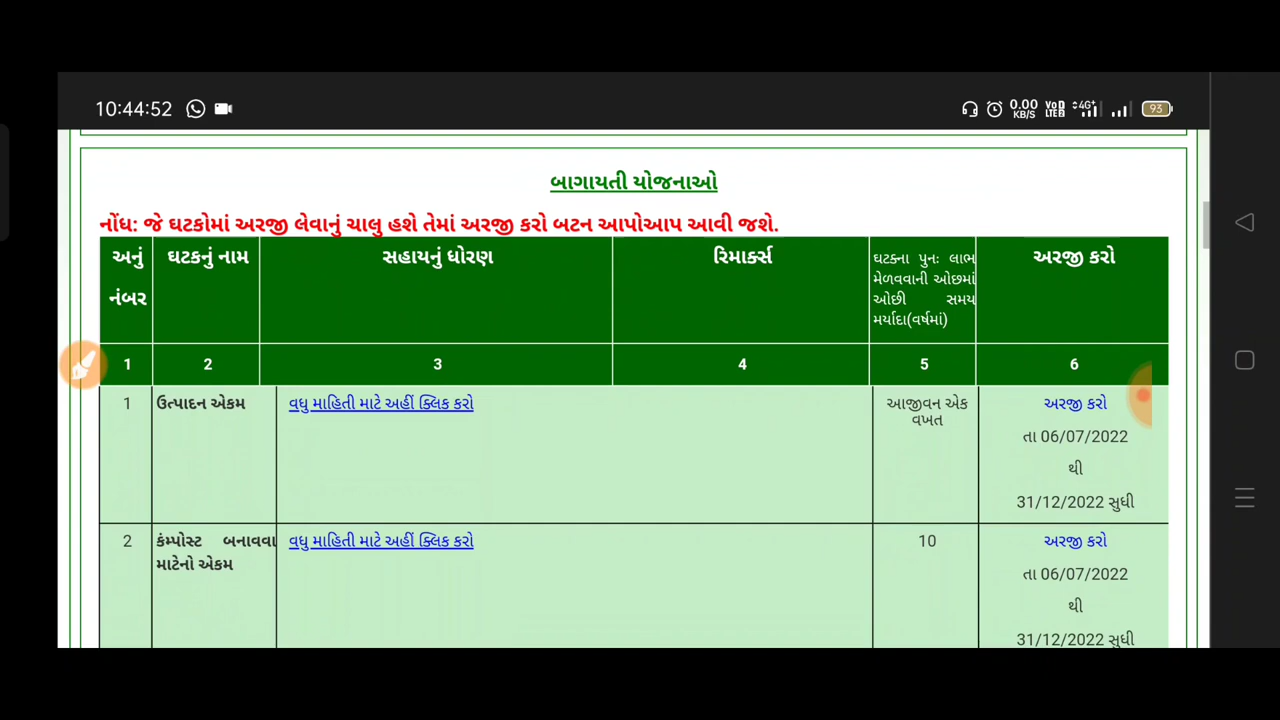 10:44:52
0.00 KB/S VoD LTE2 4G+ 93
બાગાયતી યોજનાઓ
નોંધ: જે ઘટકોમાં અરજી લેવાનું ચાલુ હશે તેમાં અરજી કરો બટન આપોઆપ આવી જશે.
અનું નંબર ઘટકનું નામ સહાયનું ધોરણ રિમાર્ક્સ ઘટકના પુનઃ લાભ મેળવવાની ઓછમાં ઓછી સમય મર્યાદા(વર્ષમાં) અરજી કરો
1 2 3 4 5 6
1 ઉત્પાદન એકમ વધુ માહિતી માટે અહીં ક્લિક કરો આજીવન એક વખત અરજી કરો
તા 06/07/2022
થી
31/12/2022 સુધી
2 કંમ્પોસ્ટ બનાવવા માટેનો એકમ વધુ માહિતી માટે અહીં ક્લિક કરો 10 અરજી કરો
તા 06/07/2022
થી
31/12/2022 સુધી